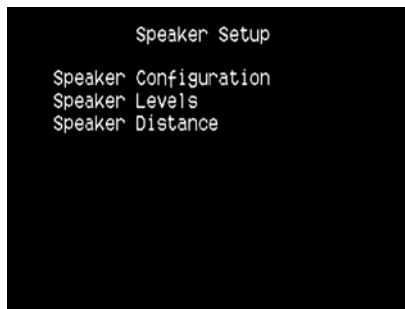 Speaker Setup
Speaker Configuration
Speaker Levels
Speaker Distance